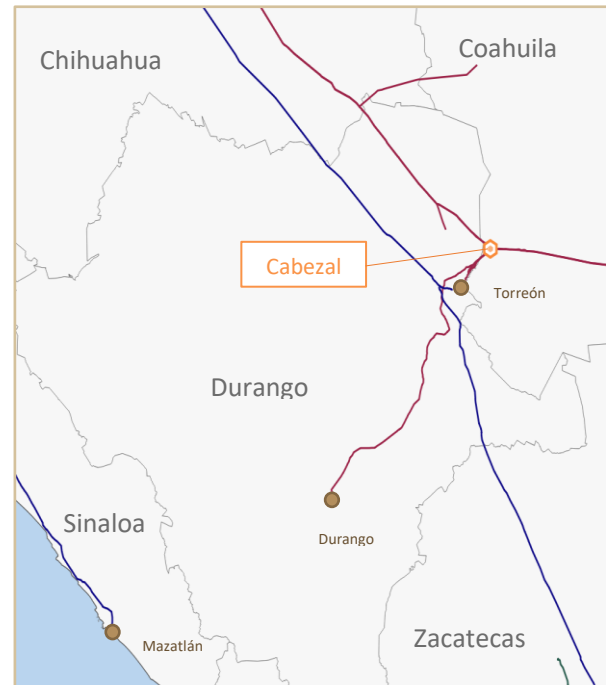 Coahuila
Chihuahua
Cabezal
Torreón
Durango
Sinaloa
Durango
Mazatlán
Zacatecas